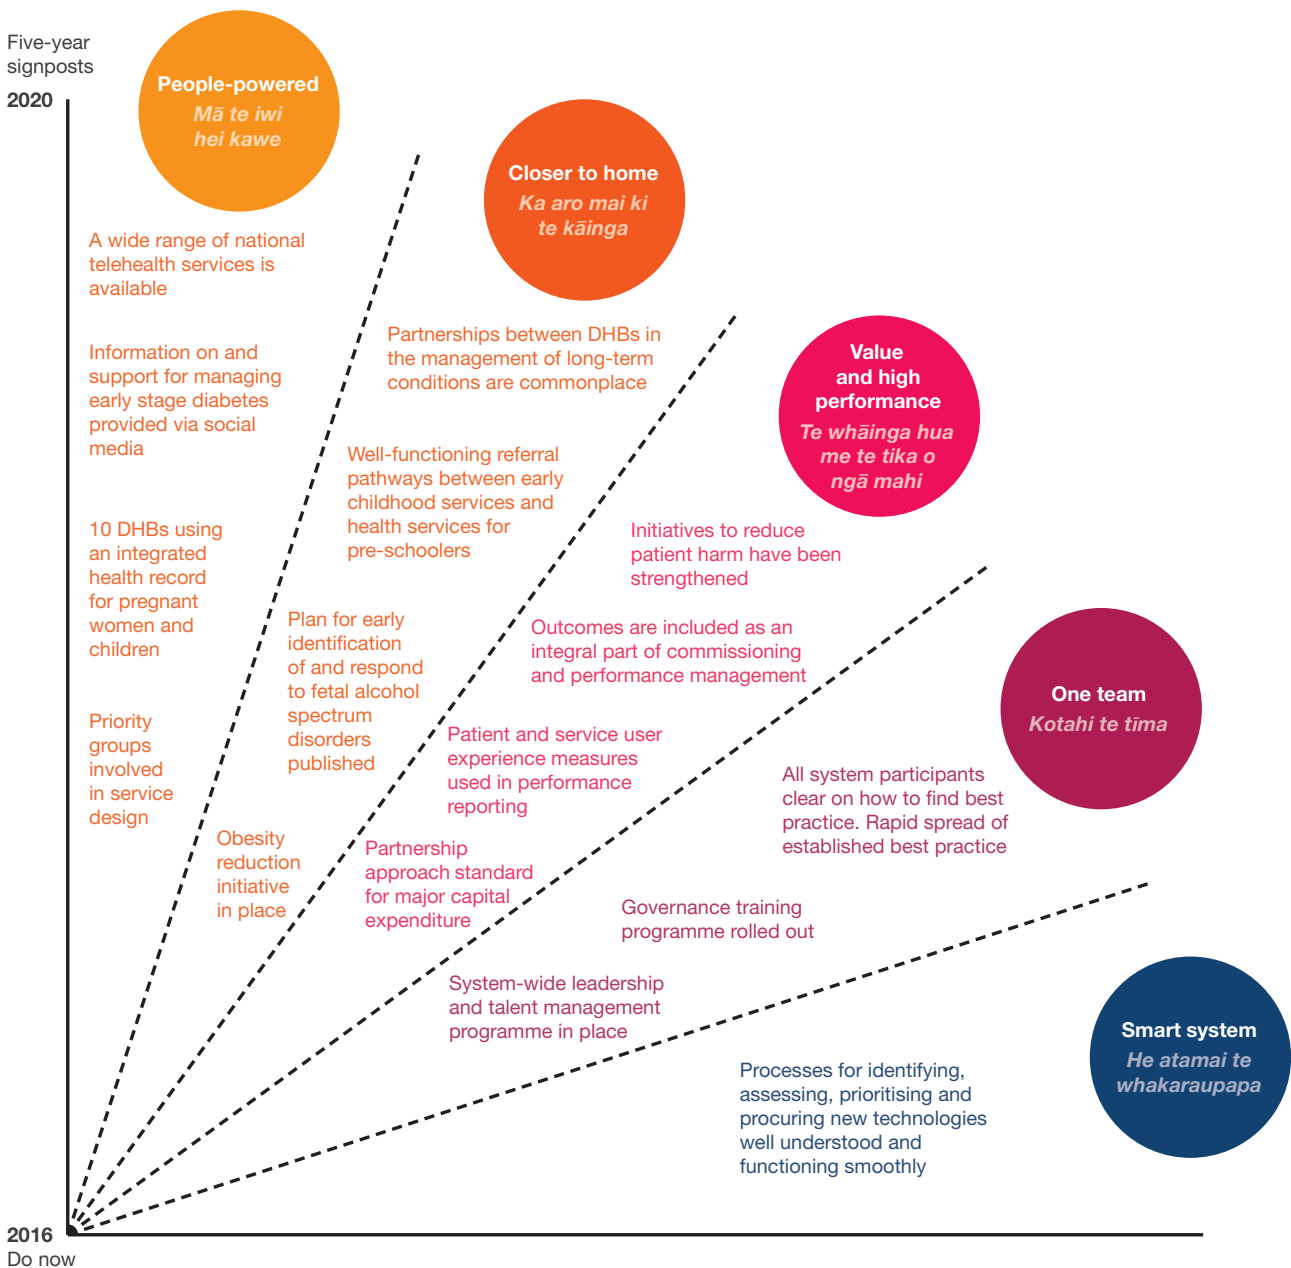 Five-year
signposts
2020
People-powered
Mā te iwi
hei kawe
A wide range of national
telehealth services is
available
Information on and
support for managing
early stage diabetes
provided via social
media
10 DHBs using
an integrated
health record
for pregnant
women and
children
Priority
groups
involved
in service
design
Closer to home
Ka aro mai ki
te kāinga
Partnerships between DHBs in
the management of long-term
conditions are commonplace
Well-functioning referral
pathways between early
childhood services and
health services for
pre-schoolers
Plan for early
identification
of and respond
to fetal alcohol
spectrum
disorders
published
Obesity
reduction
initiative
in place
Value
and high
performance
Te whāinga hua
me te tika o
ngā mahi
Initiatives to reduce
patient harm have been
strengthened
Outcomes are included as an
integral part of commissioning
and performance management
Patient and service user
experience measures
used in performance
reporting
Partnership
approach standard
for major capital
expenditure
One team
Kotahi te tīma
All system participants
clear on how to find best
practice. Rapid spread of
established best practice
Governance training
programme rolled out
System-wide leadership
and talent management
programme in place
Smart system
He atamai te
whakaraupapa
Processes for identifying,
assessing, prioritising and
procuring new technologies
well understood and
functioning smoothly
2016
Do now